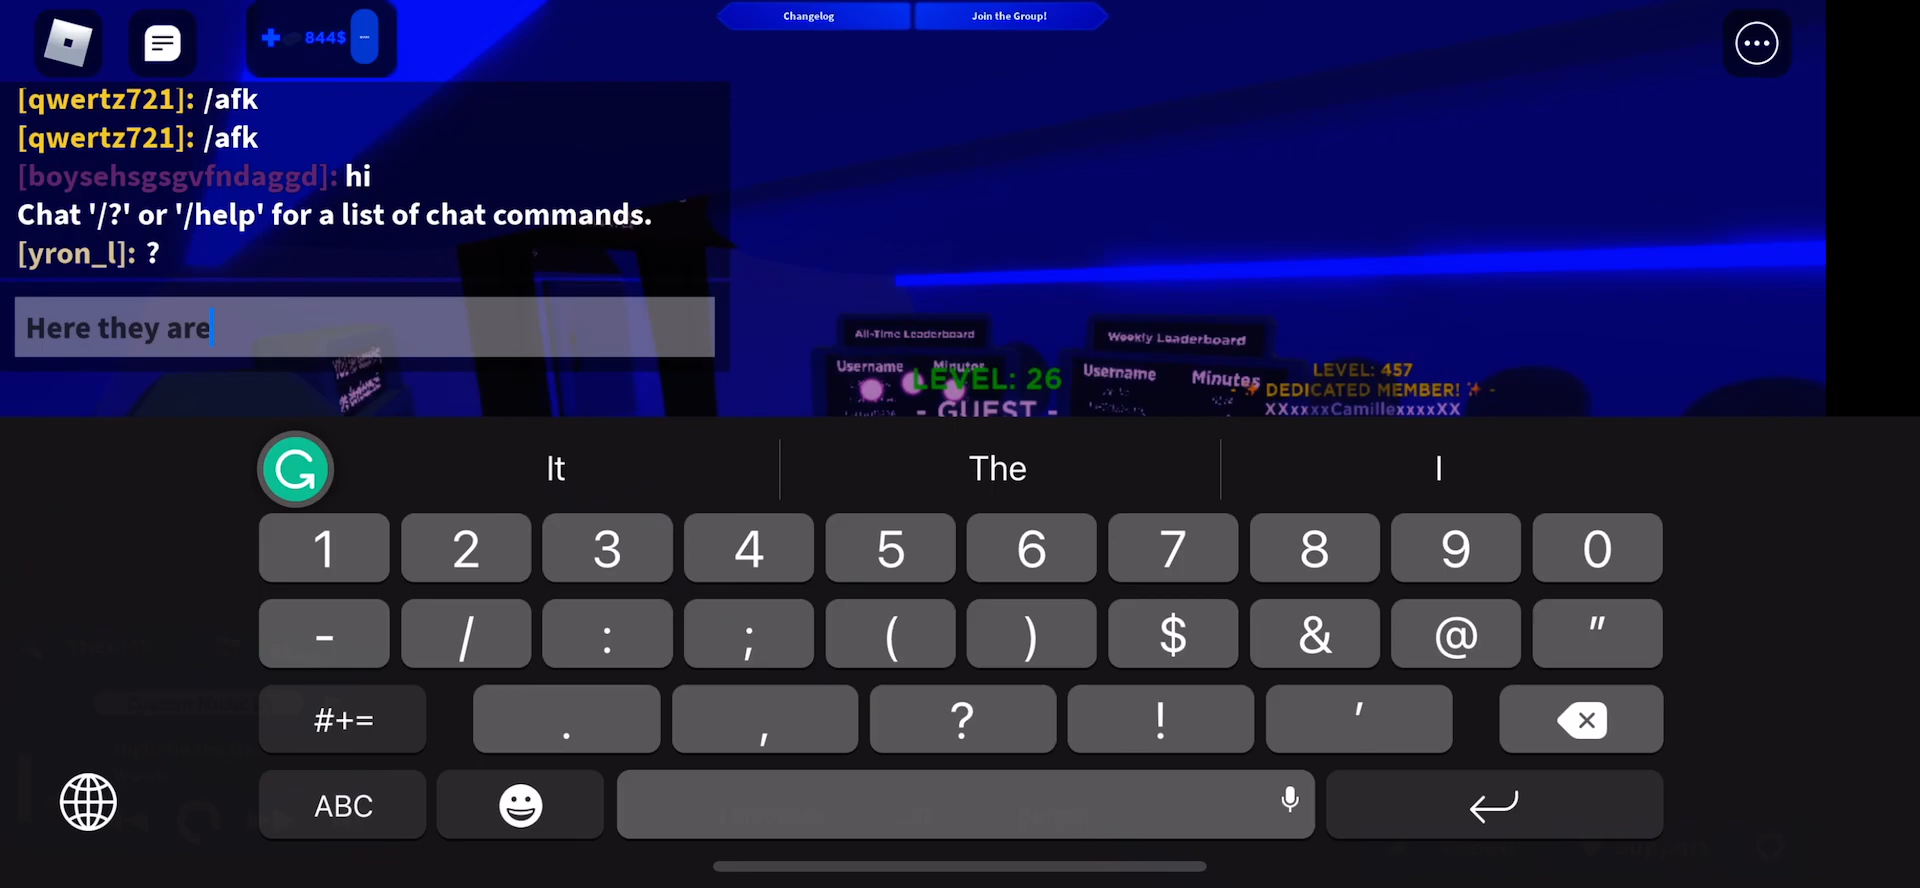 844$
Changelog
Join the Group!
[qwertz721]: /afk
[qwertz721]: /afk
[boysehsgsgvfndaggd]: hi
Chat '/?' or '/help' for a list of chat commands.
[yron_l]: ?
Here they are
All-Time Leaderboard
Username Minutes
LEVEL: 26
- GUEST -
Weekly Leaderboard
Username Minutes
LEVEL: 457
- ✨ DEDICATED MEMBER! ✨ -
XXxxxxCamillexxxxXX
It The I
1 2 3 4 5 6 7 8 9 0
- / : ; ( ) $ & @ "
#+= . , ? ! '
ABC